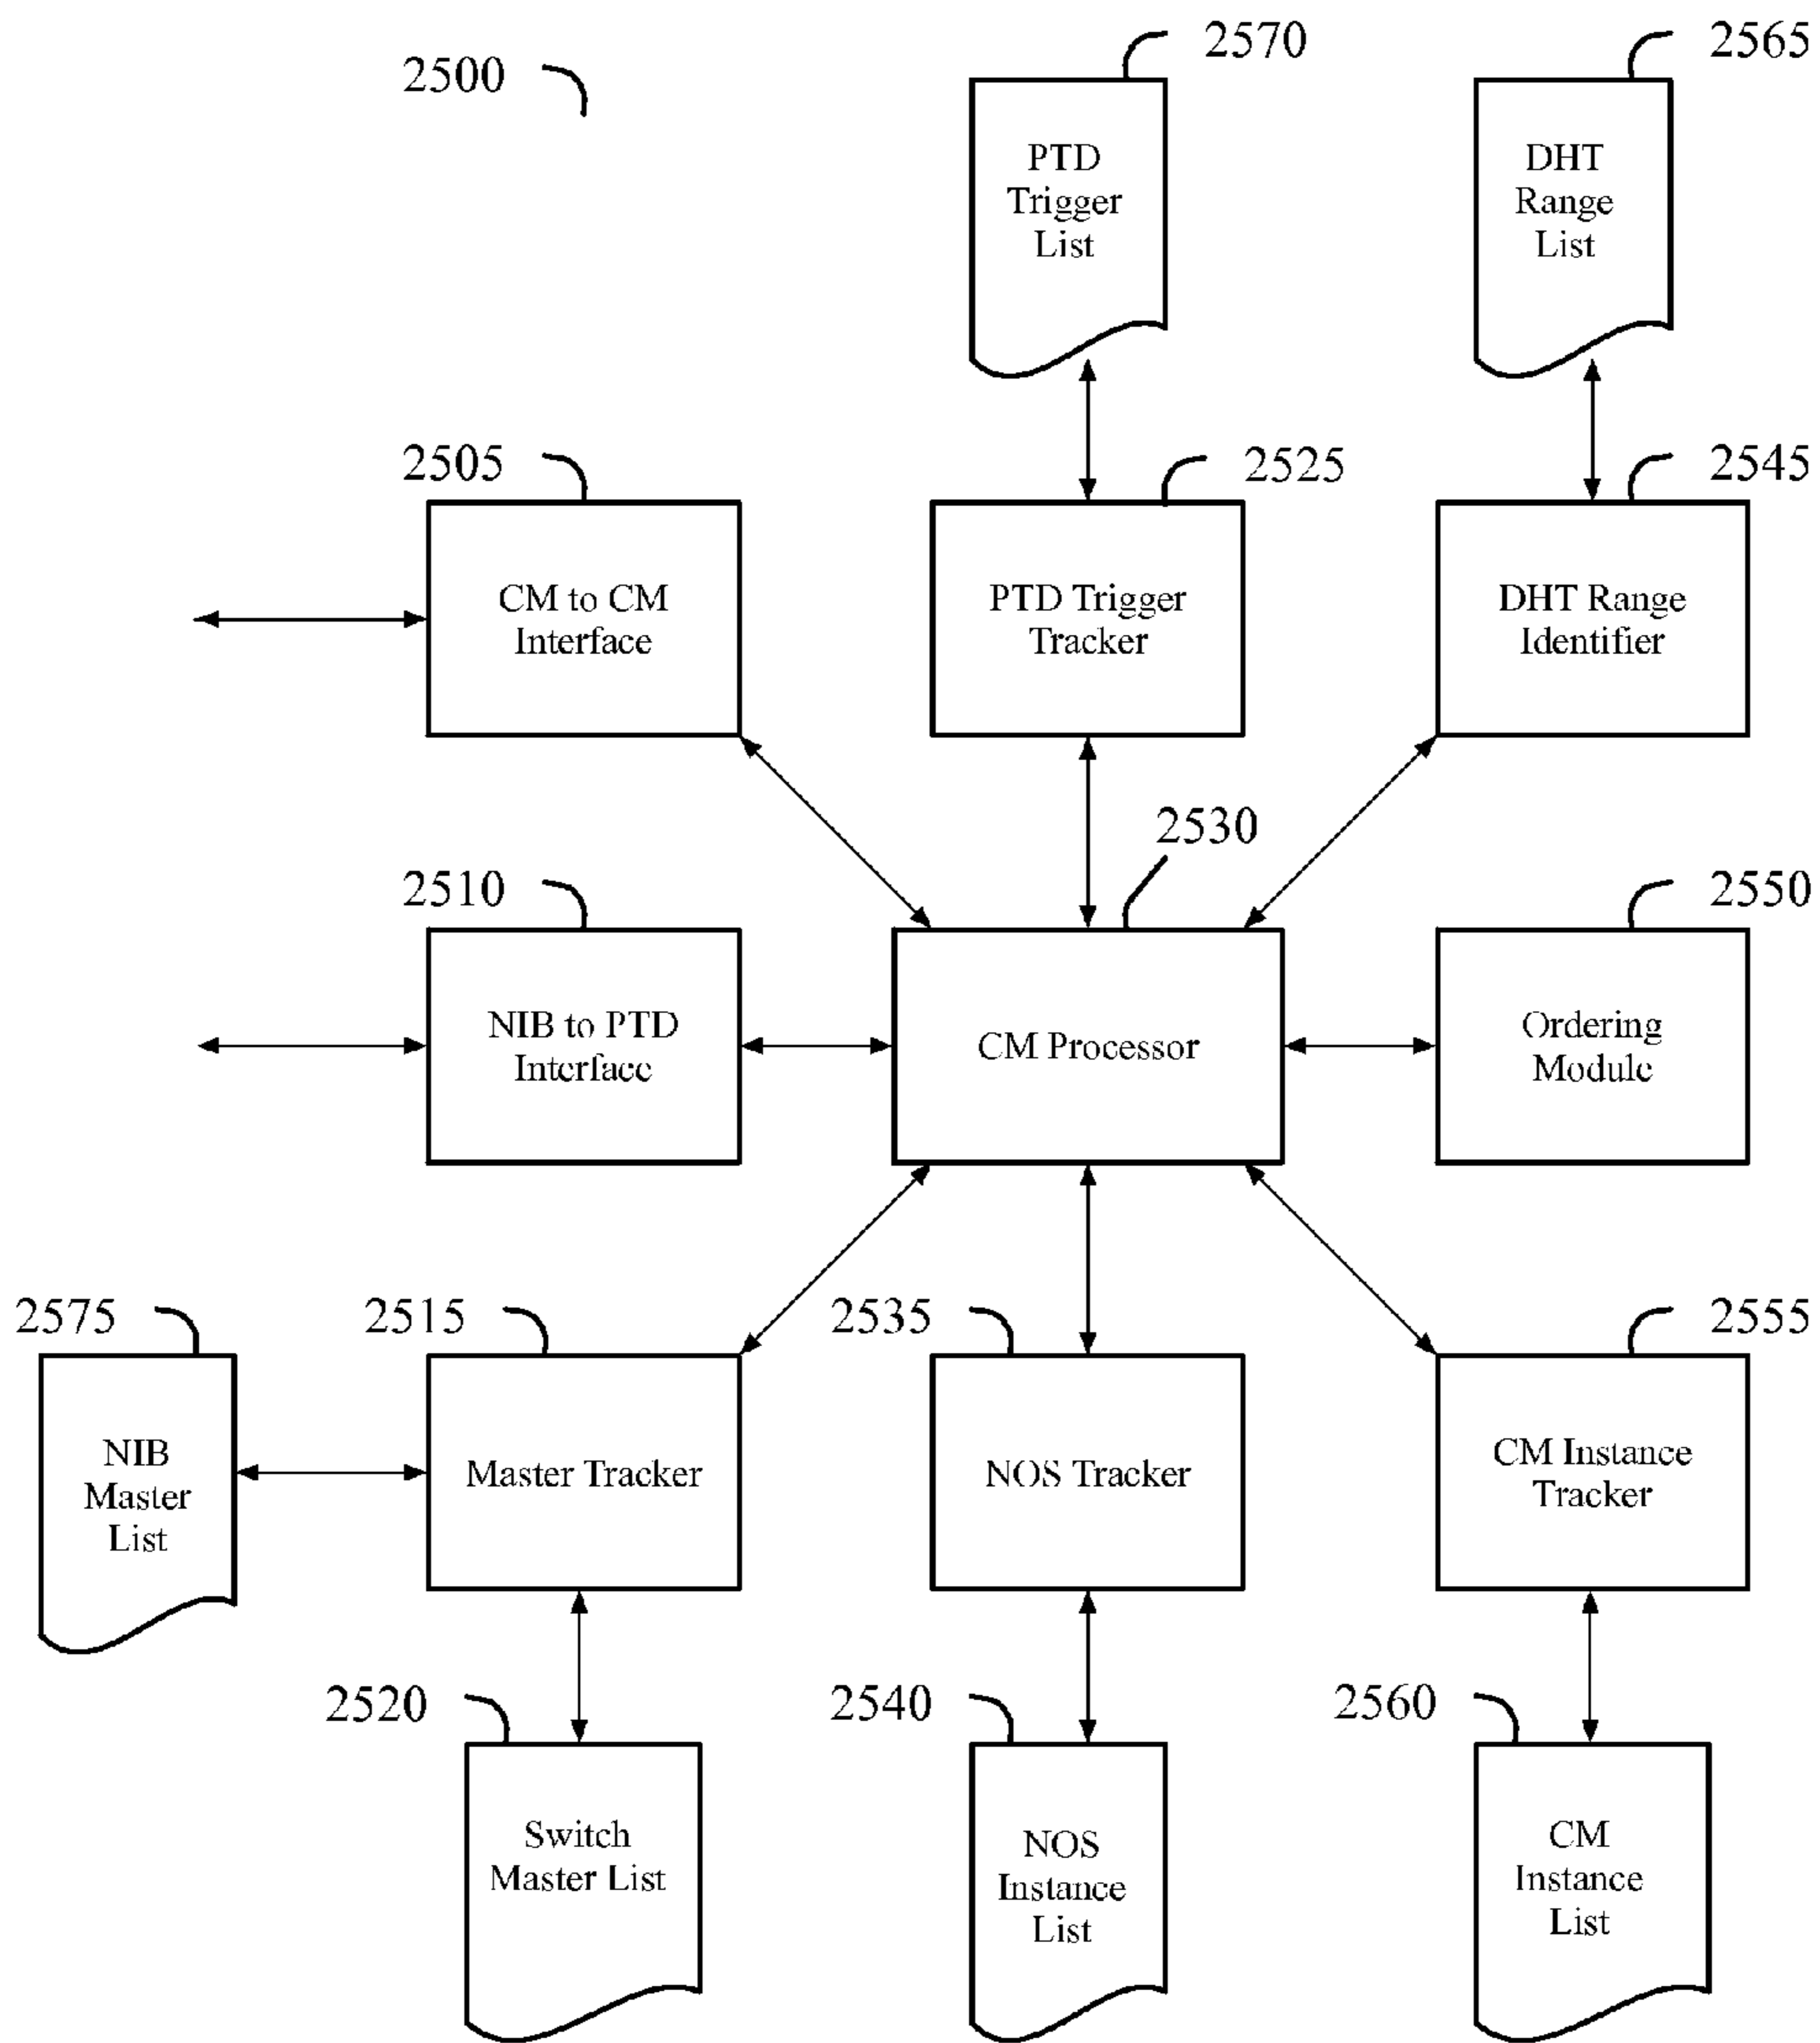 2570
2565
2500
PTD
Trigger
List
DHT
Range
List
2505
2525
2545
CM to CM
Interface
PTD Trigger
Tracker
DHT Range
Identifier
2530
2510
2550
NIB to PTD
Interface
CM Processor
Ordering
Module
2575
2515
2535
2555
NIB
Master
List
Master Tracker
NOS Tracker
CM Instance
Tracker
2520
2540
2560
Switch
Master List
NOS
Instance
List
CM
Instance
List